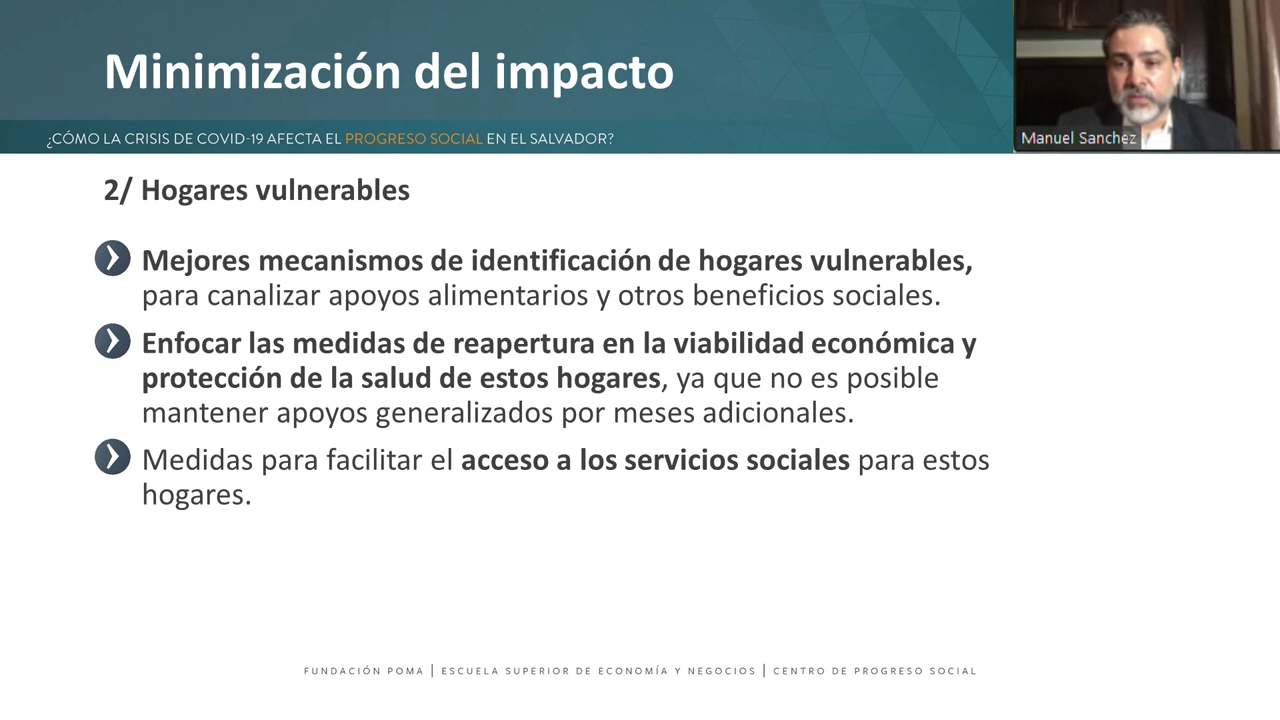 Minimización del impacto
¿CÓMO LA CRISIS DE COVID-19 AFECTA EL PROGRESO SOCIAL EN EL SALVADOR?
Manuel Sanchez
2/ Hogares vulnerables
Mejores mecanismos de identificación de hogares vulnerables,
para canalizar apoyos alimentarios y otros beneficios sociales.
Enfocar las medidas de reapertura en la viabilidad económica y
protección de la salud de estos hogares, ya que no es posible
mantener apoyos generalizados por meses adicionales.
Medidas para facilitar el acceso a los servicios sociales para estos
hogares.
FUNDACIÓN POMA | ESCUELA SUPERIOR DE ECONOMÍA Y NEGOCIOS | CENTRO DE PROGRESO SOCIAL